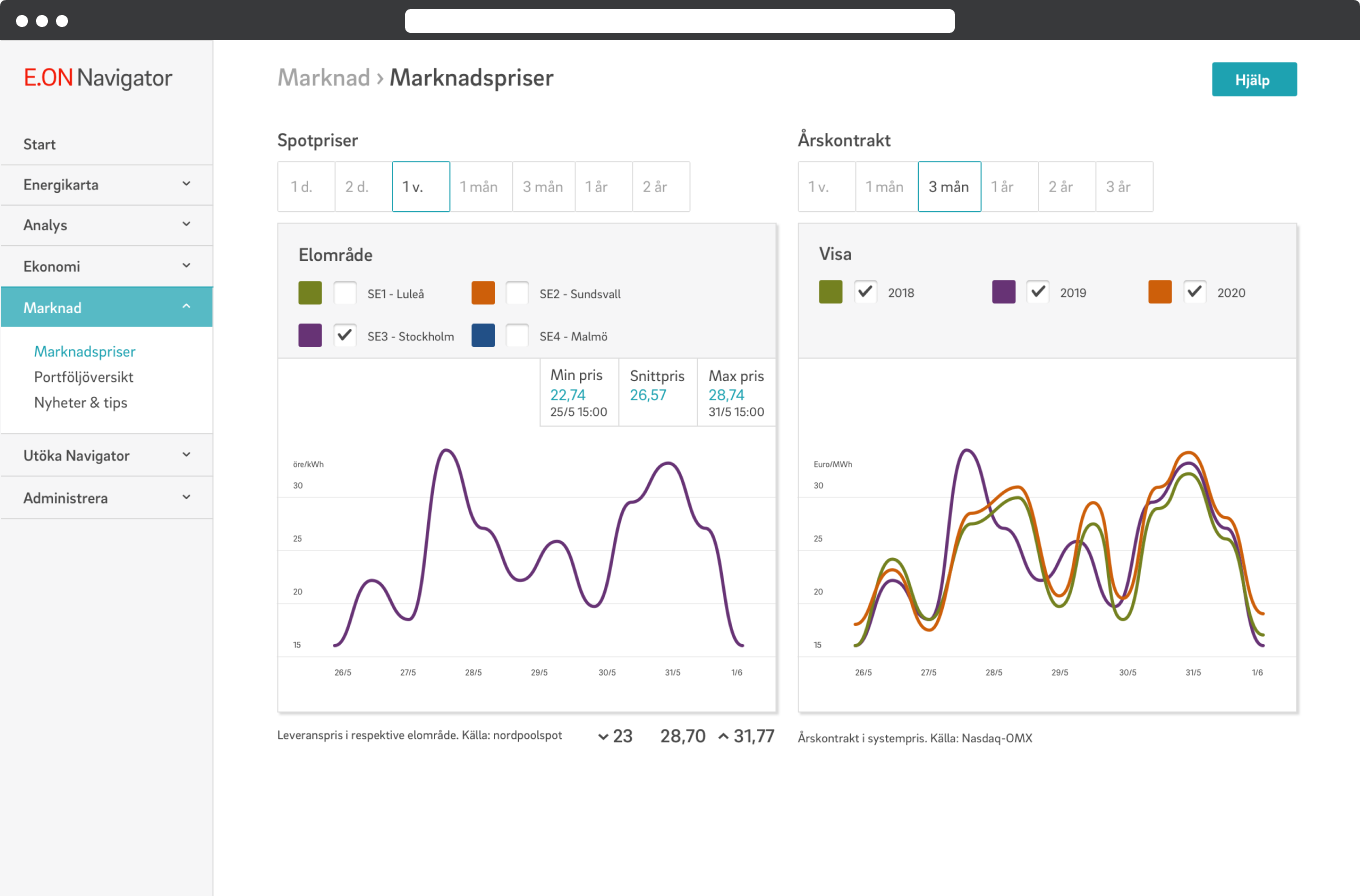 E.ON Navigator
Start
Energikarta
Analys
Ekonomi
Marknad
Marknadspriser
Portföljöversikt
Nyheter & tips
Utöka Navigator
Administrera
Marknad › Marknadspriser
Hjälp
Spotpriser
1 d. 2 d. 1 v. 1 mån 3 mån 1 år 2 år
Elområde
SE1 - Luleå SE2 - Sundsvall
SE3 - Stockholm SE4 - Malmö
Min pris Snittpris Max pris
22,74 26,57 28,74
25/5 15:00 31/5 15:00
öre/kWh
30
25
20
15
26/5 27/5 28/5 29/5 30/5 31/5 1/6
Leveranspris i respektive elområde. Källa: nordpoolspot 23 28,70 31,77
Årskontrakt
1 v. 1 mån 3 mån 1 år 2 år 3 år
Visa
2018 2019 2020
Euro/MWh
30
25
20
15
26/5 27/5 28/5 29/5 30/5 31/5 1/6
Årskontrakt i systempris. Källa: Nasdaq-OMX